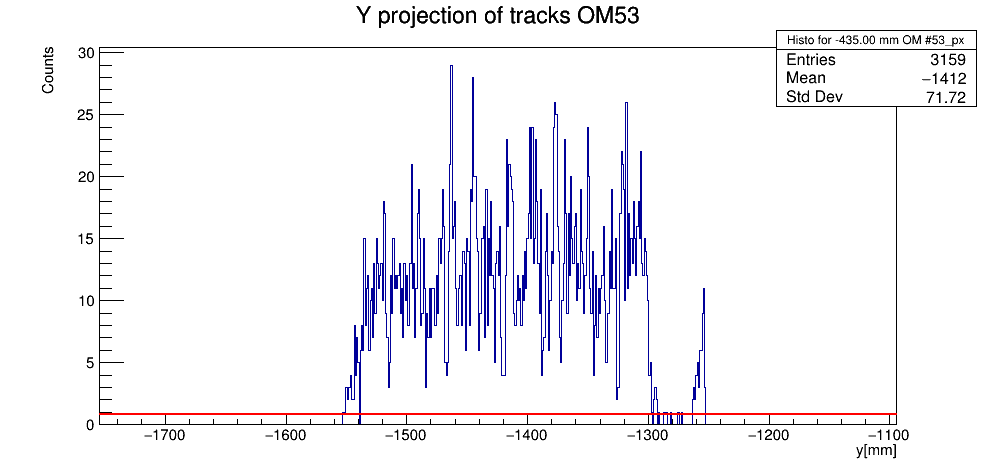 Y projection of tracks OM53
Histo for -435.00 mm OM #53_px
Entries 3159
Mean −1412
Std Dev 71.72
Counts
30
25
20
15
10
5
0
−1700 −1600 −1500 −1400 −1300 −1200 −1100
y[mm]